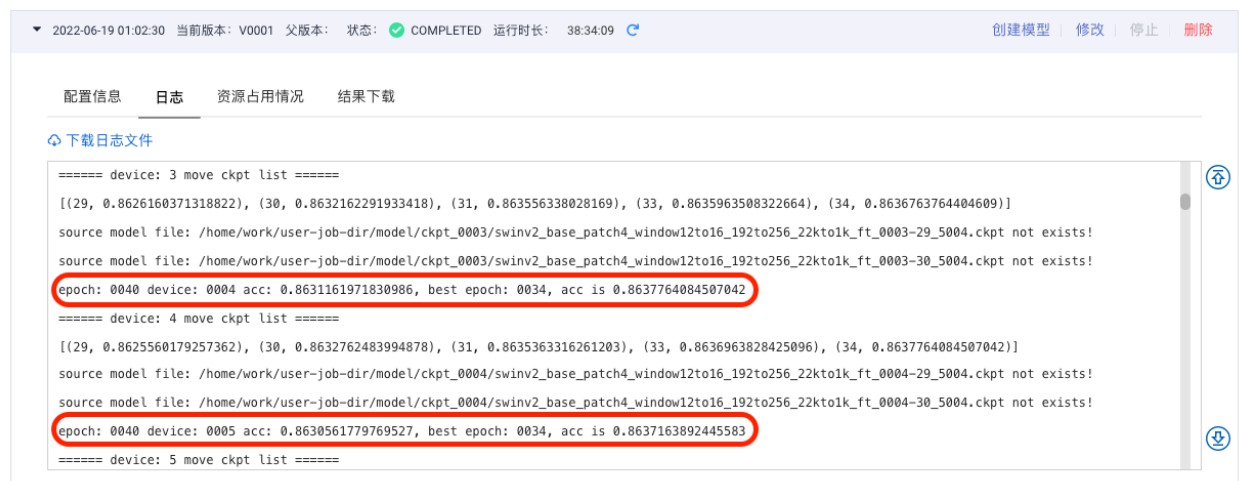 2022-06-19 01:02:30 当前版本: V0001 父版本: 状态: COMPLETED 运行时长: 38:34:09 创建模型 修改 停止 删除
配置信息 日志 资源占用情况 结果下载
下载日志文件
====== device: 3 move ckpt list ======
[(29, 0.8626160371318822), (30, 0.8632162291933418), (31, 0.863556338028169), (33, 0.8635963508322664), (34, 0.8636763764404609)]
source model file: /home/work/user-job-dir/model/ckpt_0003/swinv2_base_patch4_window12to16_192to256_22kto1k_ft_0003-29_5004.ckpt not exists!
source model file: /home/work/user-job-dir/model/ckpt_0003/swinv2_base_patch4_window12to16_192to256_22kto1k_ft_0003-30_5004.ckpt not exists!
epoch: 0040 device: 0004 acc: 0.8631161971830986, best epoch: 0034, acc is 0.8637764084507042
====== device: 4 move ckpt list ======
[(29, 0.8625560179257362), (30, 0.8632762483994878), (31, 0.8635363316261203), (33, 0.8636963828425096), (34, 0.8637764084507042)]
source model file: /home/work/user-job-dir/model/ckpt_0004/swinv2_base_patch4_window12to16_192to256_22kto1k_ft_0004-29_5004.ckpt not exists!
source model file: /home/work/user-job-dir/model/ckpt_0004/swinv2_base_patch4_window12to16_192to256_22kto1k_ft_0004-30_5004.ckpt not exists!
epoch: 0040 device: 0005 acc: 0.8630561779769527, best epoch: 0034, acc is 0.8637163892445583
====== device: 5 move ckpt list ======